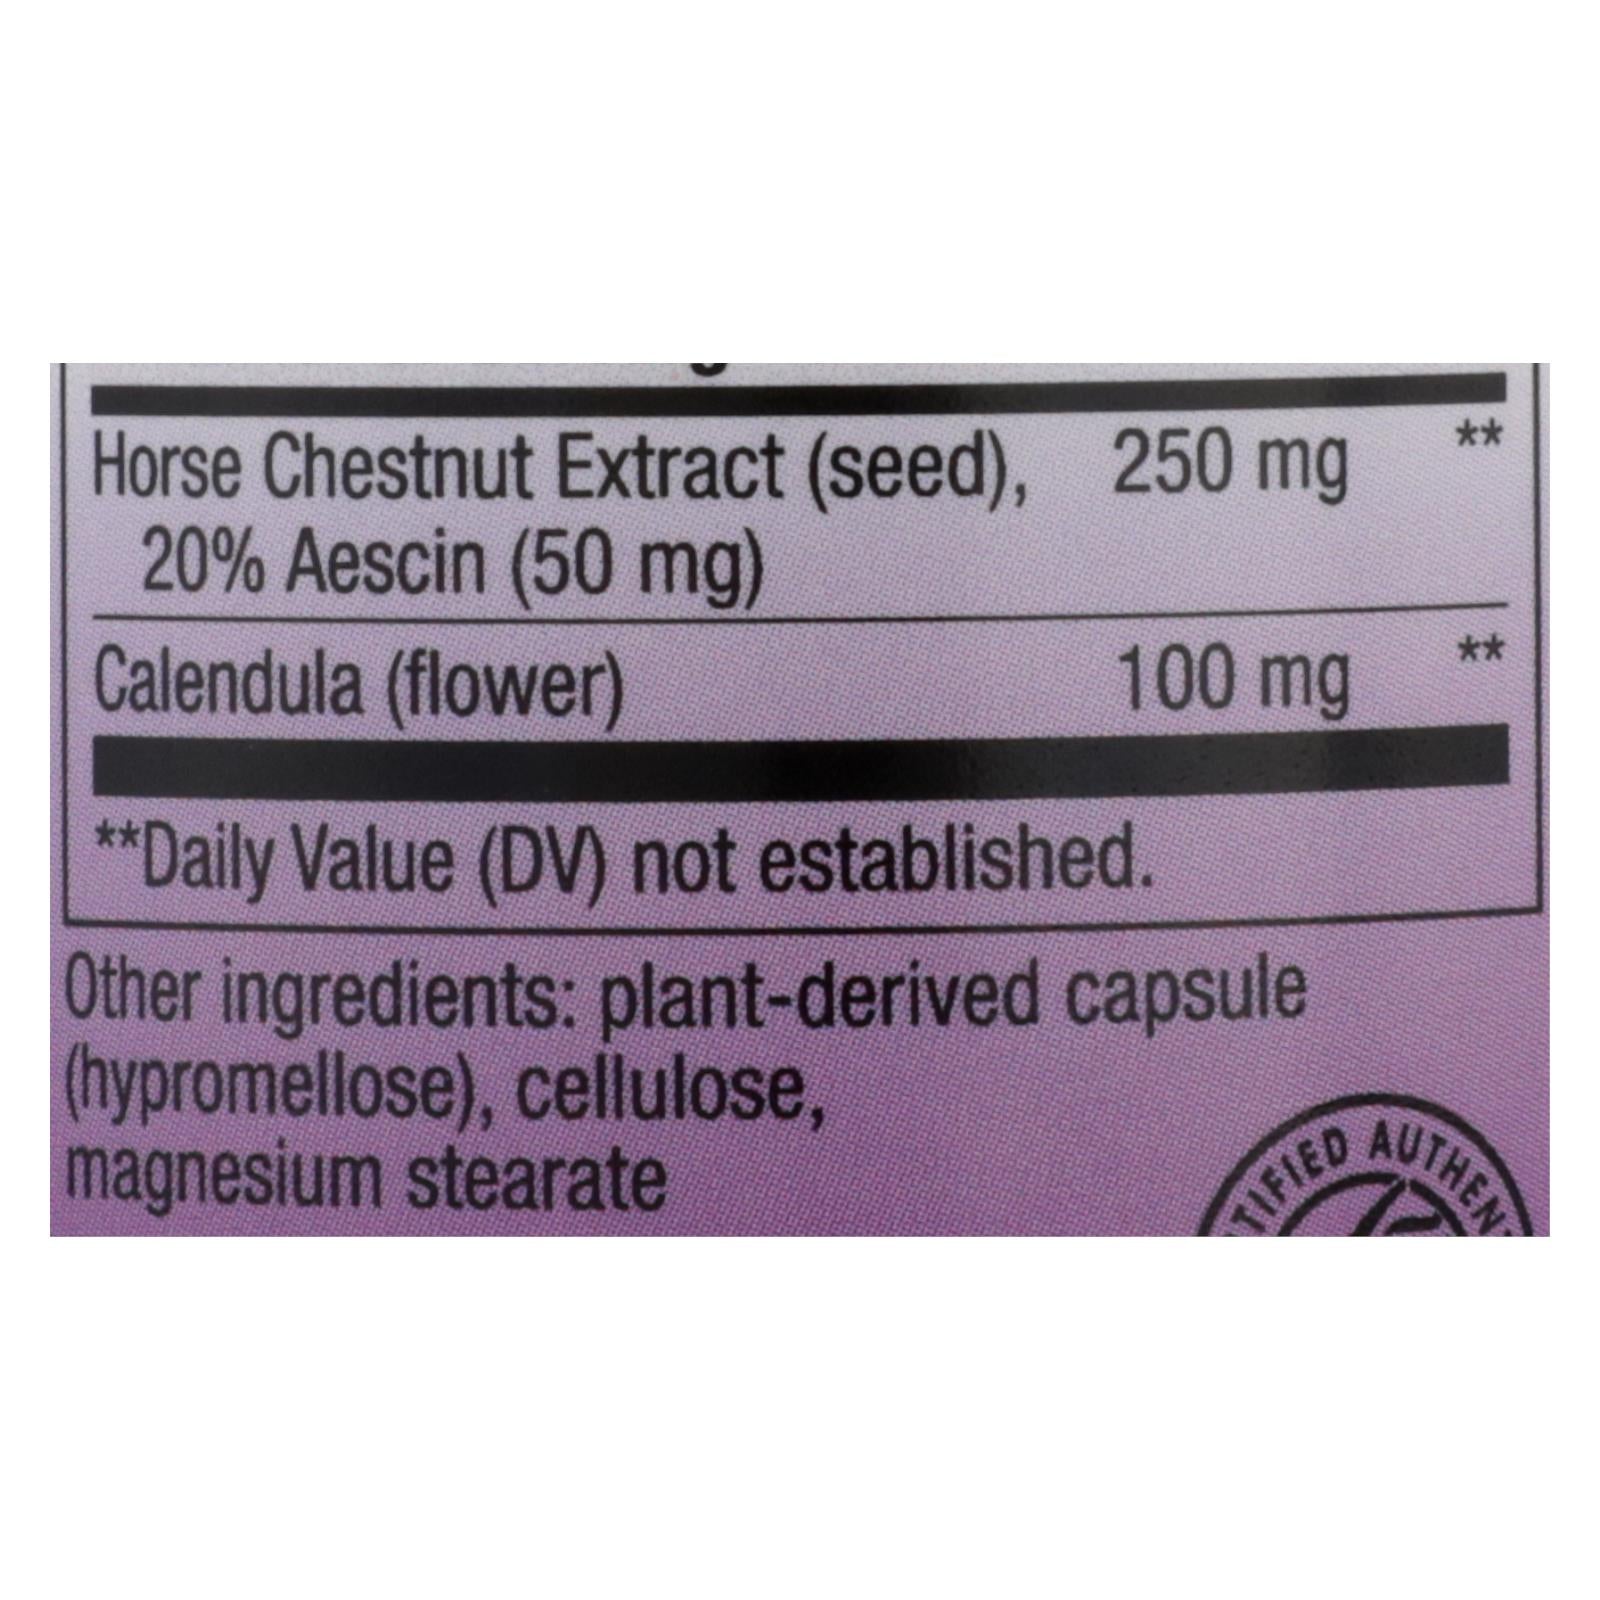 Horse Chestnut Extract (seed), 250 mg **
20% Aescin (50 mg)
Calendula (flower) 100 mg **
**Daily Value (DV) not established.
Other ingredients: plant-derived capsule
(hypromellose), cellulose,
magnesium stearate